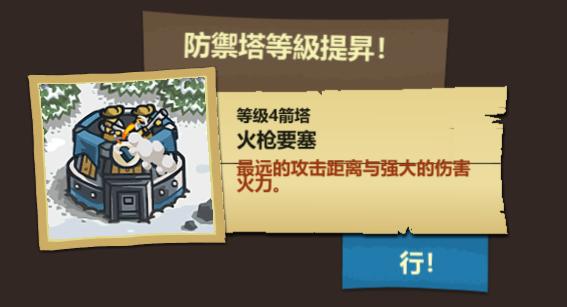 防禦塔等級提昇！
等级4箭塔
火枪要塞
最远的攻击距离与强大的伤害
火力。
行！